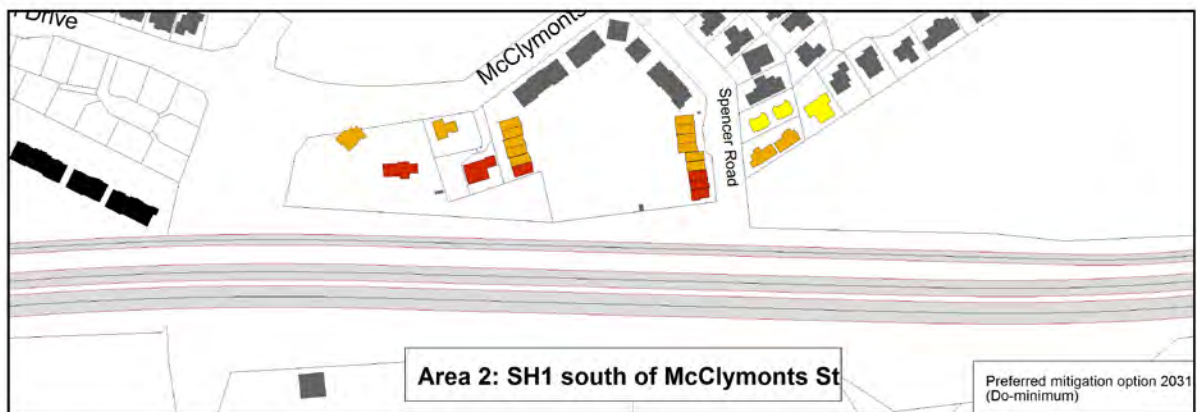 Drive
McClymonts
Spencer Road
Area 2: SH1 south of McClymonts St
Preferred mitigation option 2031
(Do-minimum)